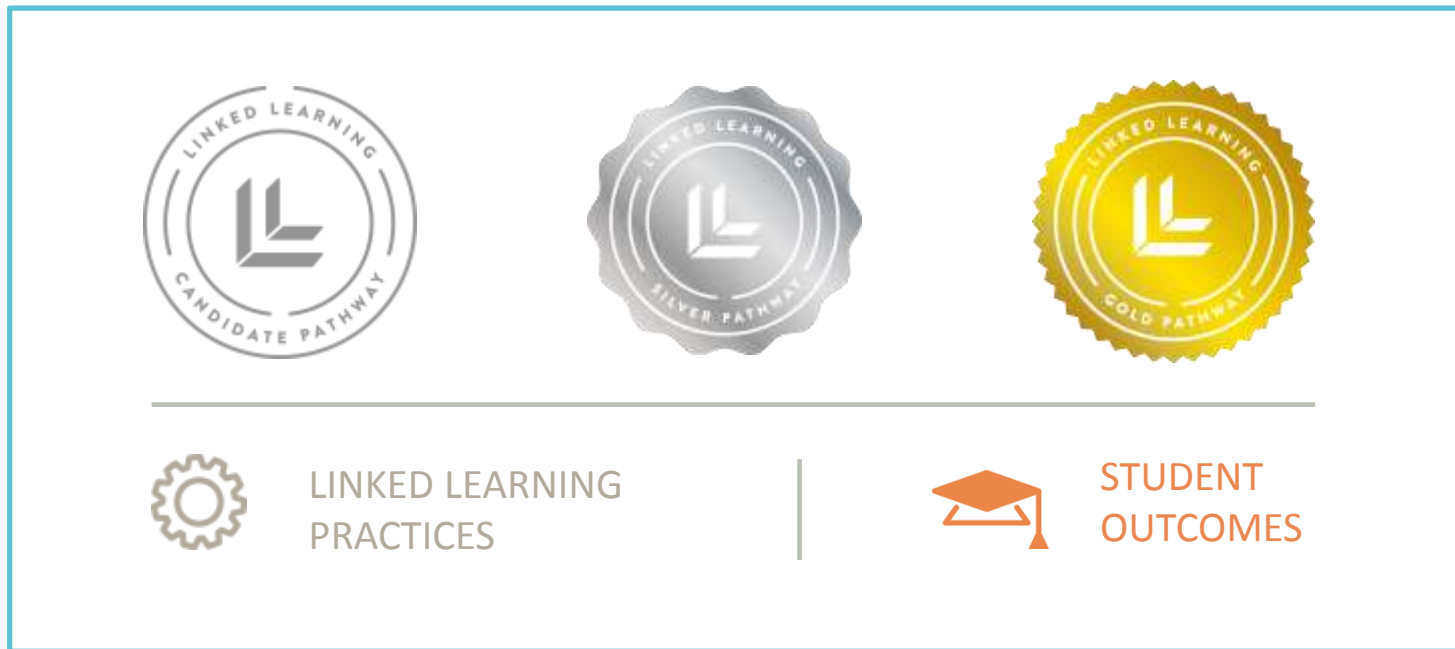 LINKED LEARNING
CANDIDATE PATHWAY
LINKED LEARNING
SILVER PATHWAY
LINKED LEARNING
GOLD PATHWAY
LINKED LEARNING
PRACTICES
STUDENT
OUTCOMES